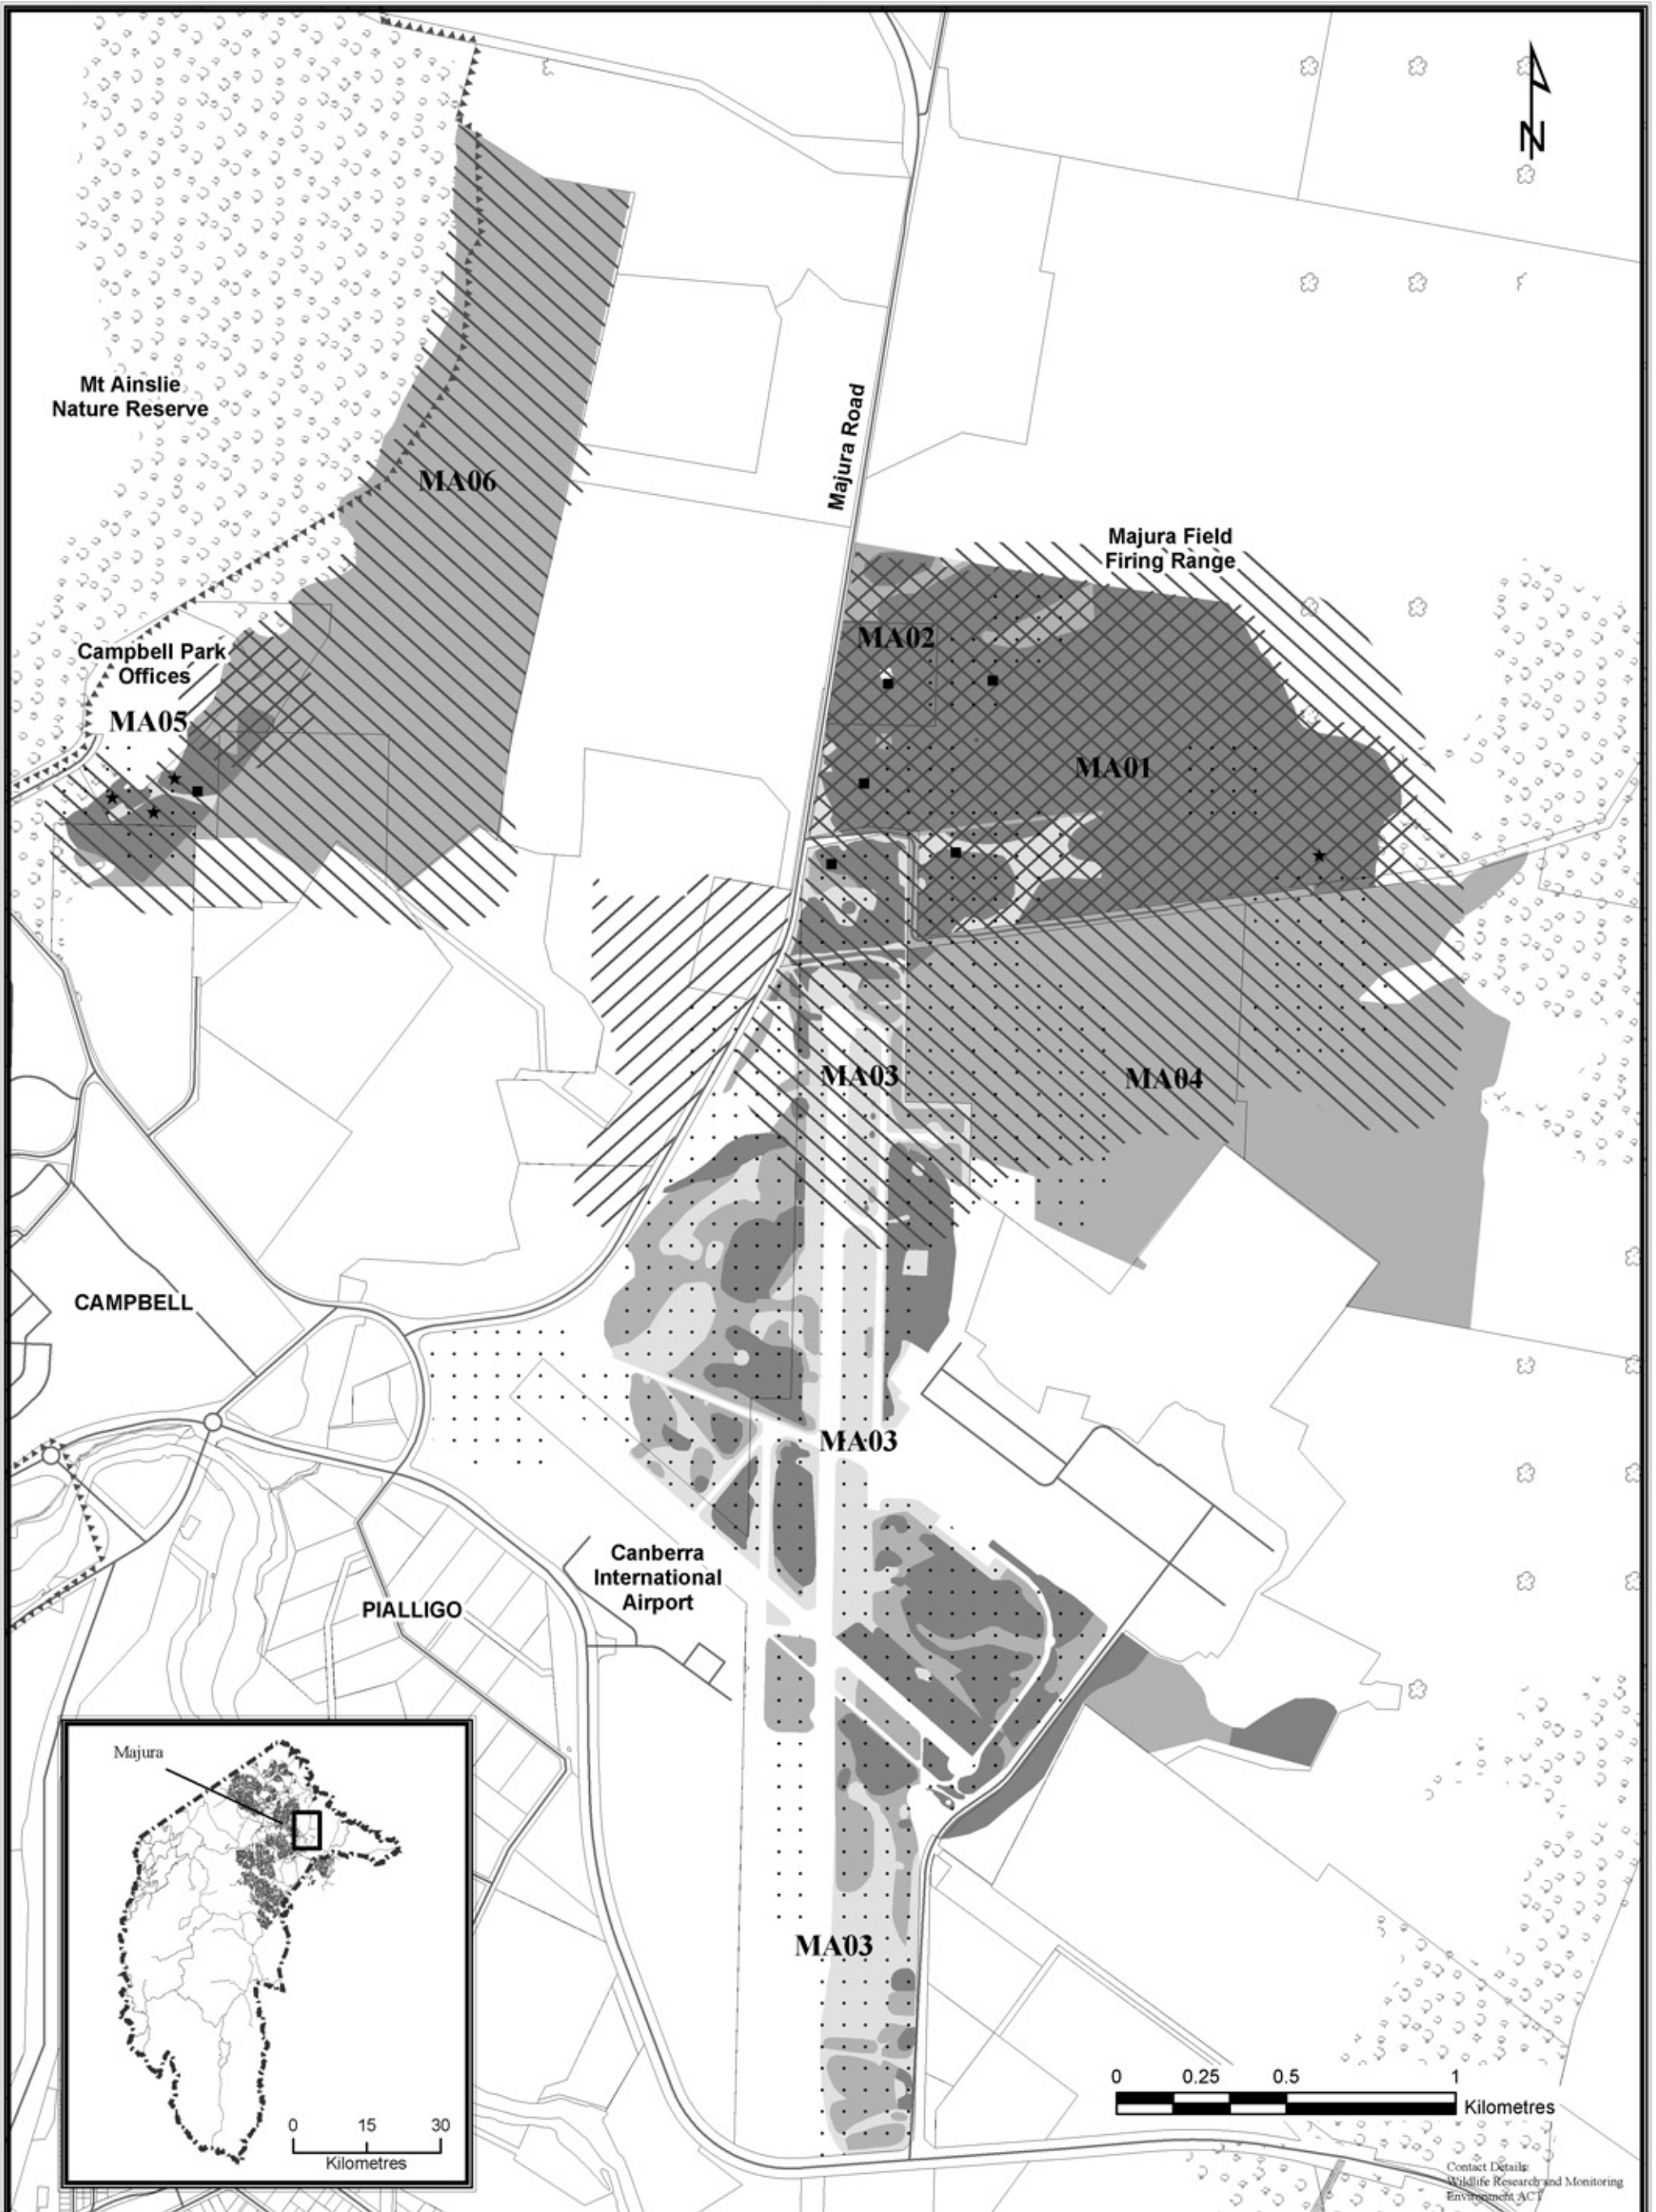 N
Mt Ainslie
Nature Reserve
MA06
Majura Road
Majura Field
Firing Range
MA02
Campbell Park
Offices
MA05
MA01
MA03
MA04
CAMPBELL
MA03
Canberra
International
Airport
PIALLIGO
Majura
MA03
0 0.25 0.5 1
Kilometres
0 15 30
Kilometres
Contact Details:
Wildlife Research and Monitoring
Environment ACT